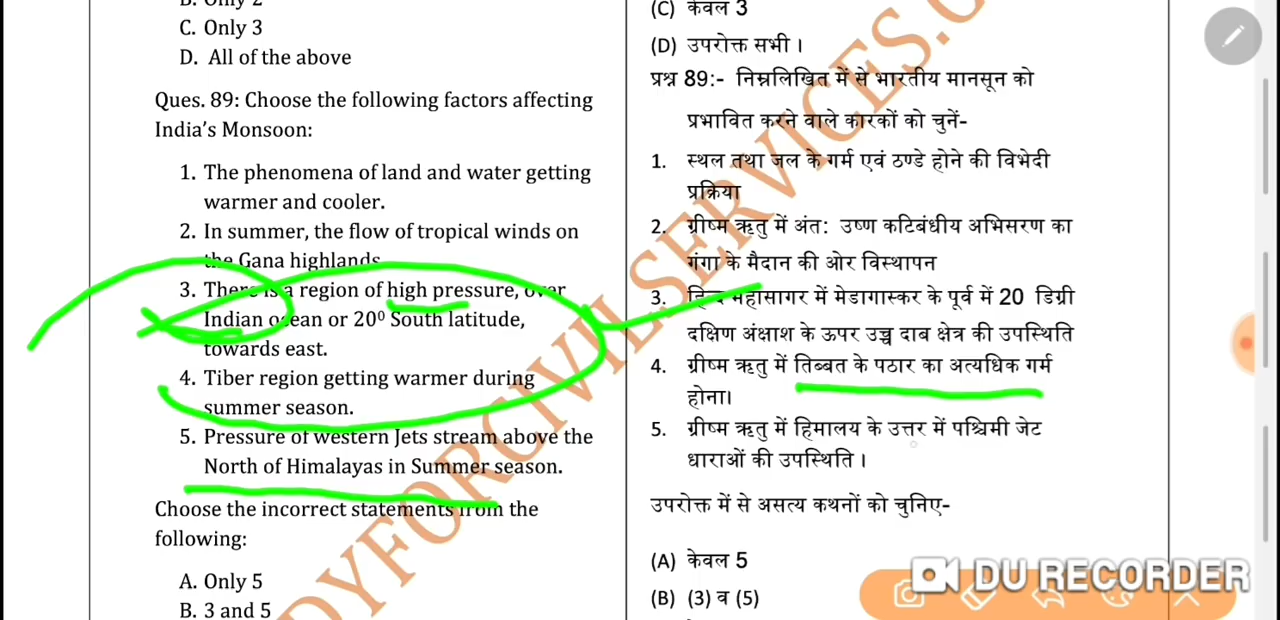 B. Only 2
C. Only 3
D. All of the above
Ques. 89: Choose the following factors affecting
India's Monsoon:
1. The phenomena of land and water getting
warmer and cooler.
2. In summer, the flow of tropical winds on
the Gana highlands
3. There is a region of high pressure, over
Indian ocean or 20⁰ South latitude,
towards east.
4. Tiber region getting warmer during
summer season.
5. Pressure of western Jets stream above the
North of Himalayas in Summer season.
Choose the incorrect statements from the
following:
A. Only 5
B. 3 and 5
(C) केवल 3
(D) उपरोक्त सभी ।
प्रश्न 89:- निम्नलिखित में से भारतीय मानसून को
प्रभावित करने वाले कारकों को चुनें-
1. स्थल तथा जल के गर्म एवं ठण्डे होने की विभेदी
प्रक्रिया
2. ग्रीष्म ऋतु में अंत: उष्ण कटिबंधीय अभिसरण का
गंगा के मैदान की ओर विस्थापन
3. हिन्द महासागर में मेडागास्कर के पूर्व में 20 डिग्री
दक्षिण अंक्षाश के ऊपर उच्च दाब क्षेत्र की उपस्थिति
4. ग्रीष्म ऋतु में तिब्बत के पठार का अत्यधिक गर्म
होना।
5. ग्रीष्म ऋतु में हिमालय के उत्तर में पश्चिमी जेट
धाराओं की उपस्थिति ।
उपरोक्त में से असत्य कथनों को चुनिए-
(A) केवल 5
(B) (3) व (5)
DYFORCIVILSERVICES.C
DU RECORDER